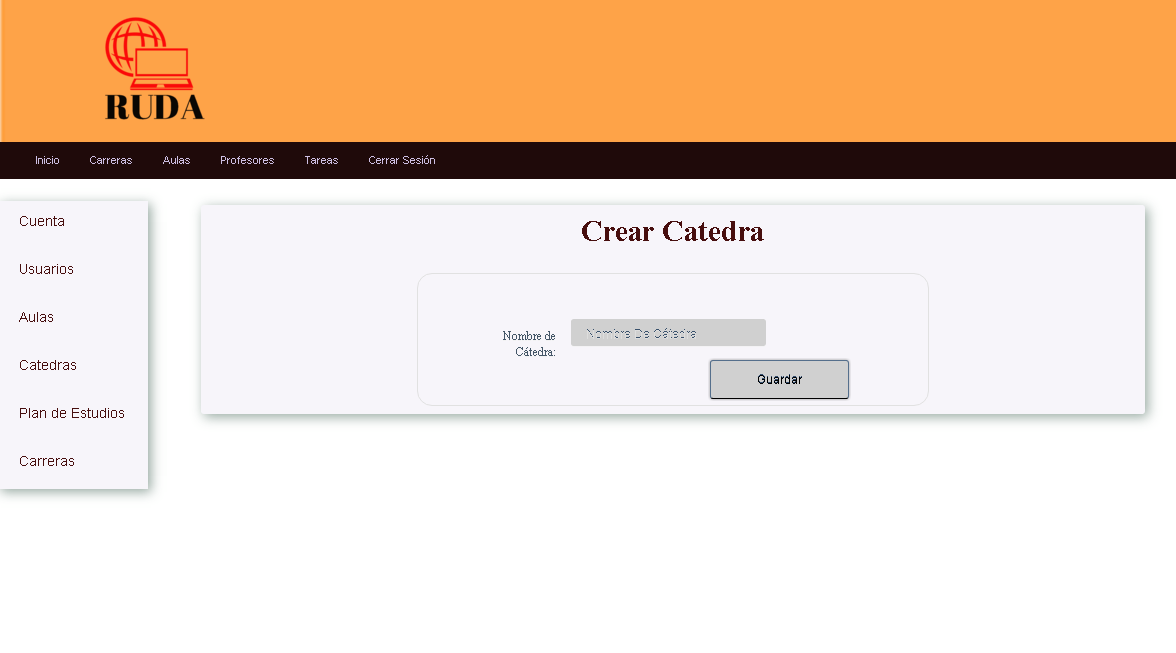 RUDA
Inicio Carreras Aulas Profesores Tareas Cerrar Sesión
Cuenta
Usuarios
Aulas
Catedras
Plan de Estudios
Carreras
Crear Catedra
Nombre de
Cátedra:
Nombre De Cátedra
Guardar